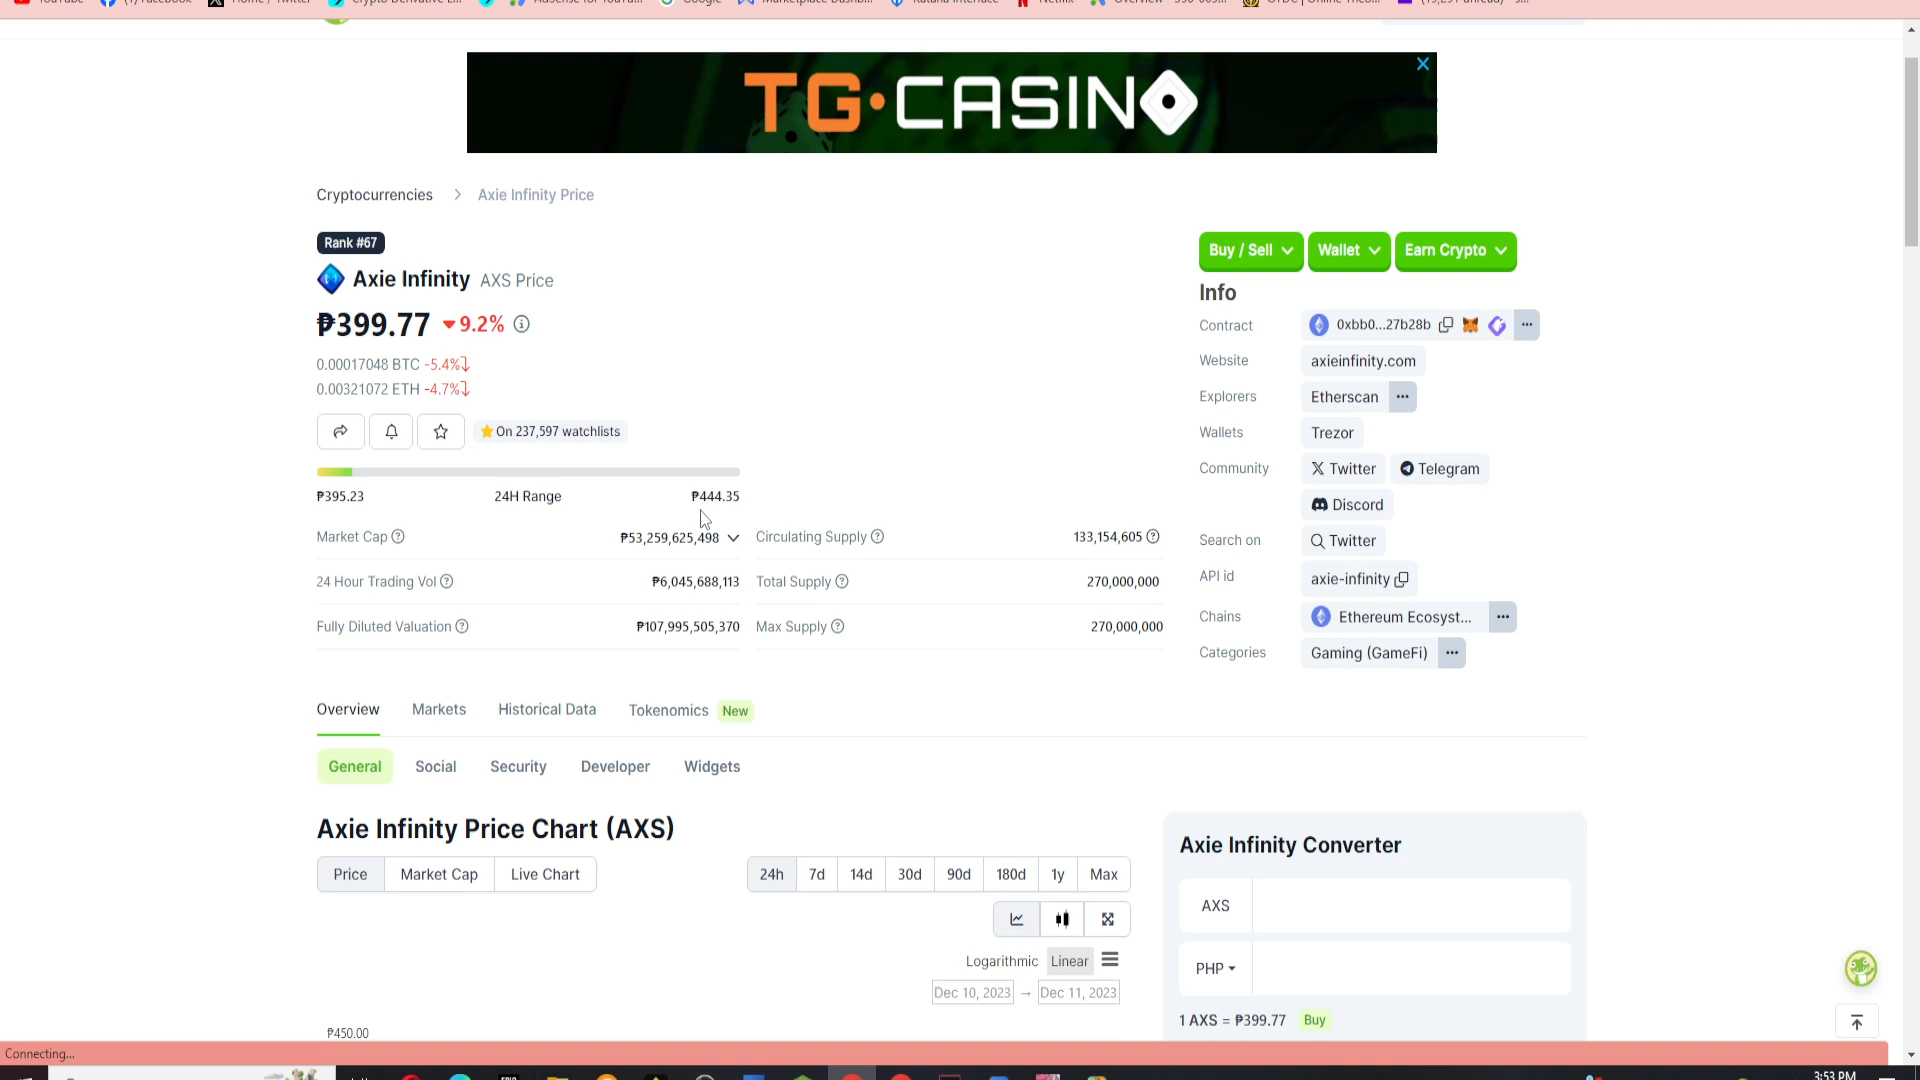 TG•CASINO
Cryptocurrencies > Axie Infinity Price
Rank #67
Axie Infinity AXS Price
₱399.77 9.2%
0.00017048 BTC -5.4%
0.00321072 ETH -4.7%
On 237,597 watchlists
₱395.23 24H Range ₱444.35
Market Cap ₱53,259,625,498
24 Hour Trading Vol ₱6,045,688,113
Fully Diluted Valuation ₱107,995,505,370
Circulating Supply 133,154,605
Total Supply 270,000,000
Max Supply 270,000,000
Buy / Sell Wallet Earn Crypto
Info
Contract 0xbb0...27b28b
Website axieinfinity.com
Explorers Etherscan
Wallets Trezor
Community Twitter Telegram
Discord
Search on Twitter
API id axie-infinity
Chains Ethereum Ecosyst...
Categories Gaming (GameFi)
Overview Markets Historical Data Tokenomics New
General Social Security Developer Widgets
Axie Infinity Price Chart (AXS)
Price Market Cap Live Chart
24h 7d 14d 30d 90d 180d 1y Max
Logarithmic Linear
Dec 10, 2023 → Dec 11, 2023
₱450.00
Axie Infinity Converter
AXS
PHP
1 AXS = ₱399.77 Buy
Connecting...
3:53 PM